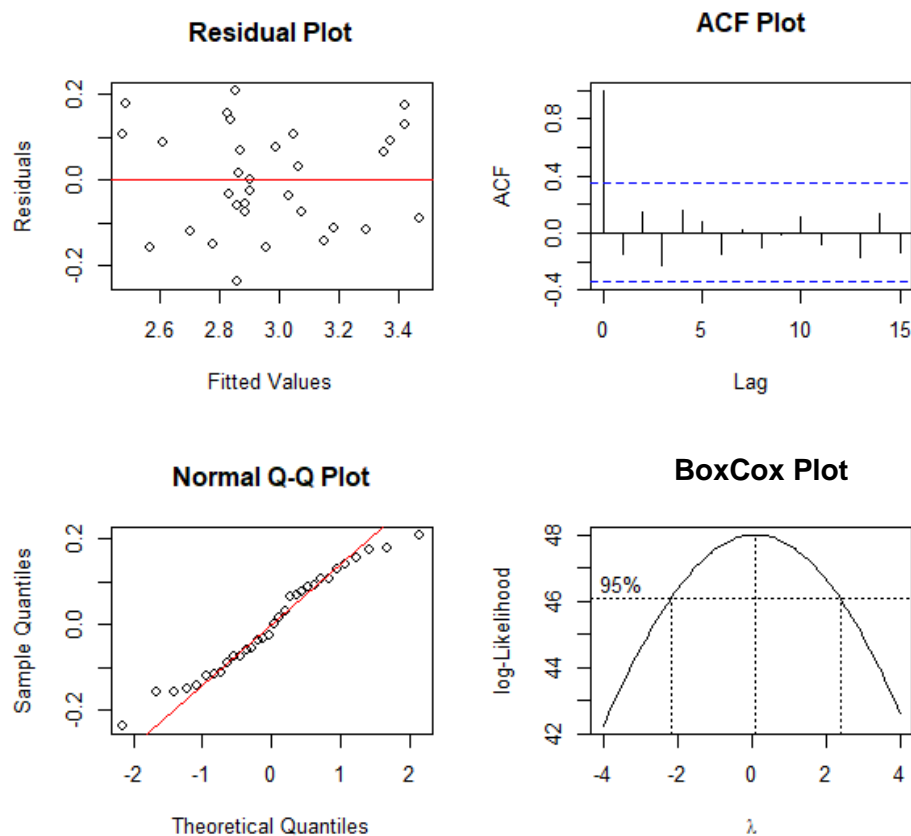 Residual Plot
Residuals
0.2
0.0
-0.2
2.6 2.8 3.0 3.2 3.4
Fitted Values
ACF Plot
ACF
0.8
0.4
0.0
-0.4
0 5 10 15
Lag
Normal Q-Q Plot
Sample Quantiles
0.2
0.0
-0.2
-2 -1 0 1 2
Theoretical Quantiles
BoxCox Plot
log-Likelihood
48
46
44
42
95%
-4 -2 0 2 4
λ